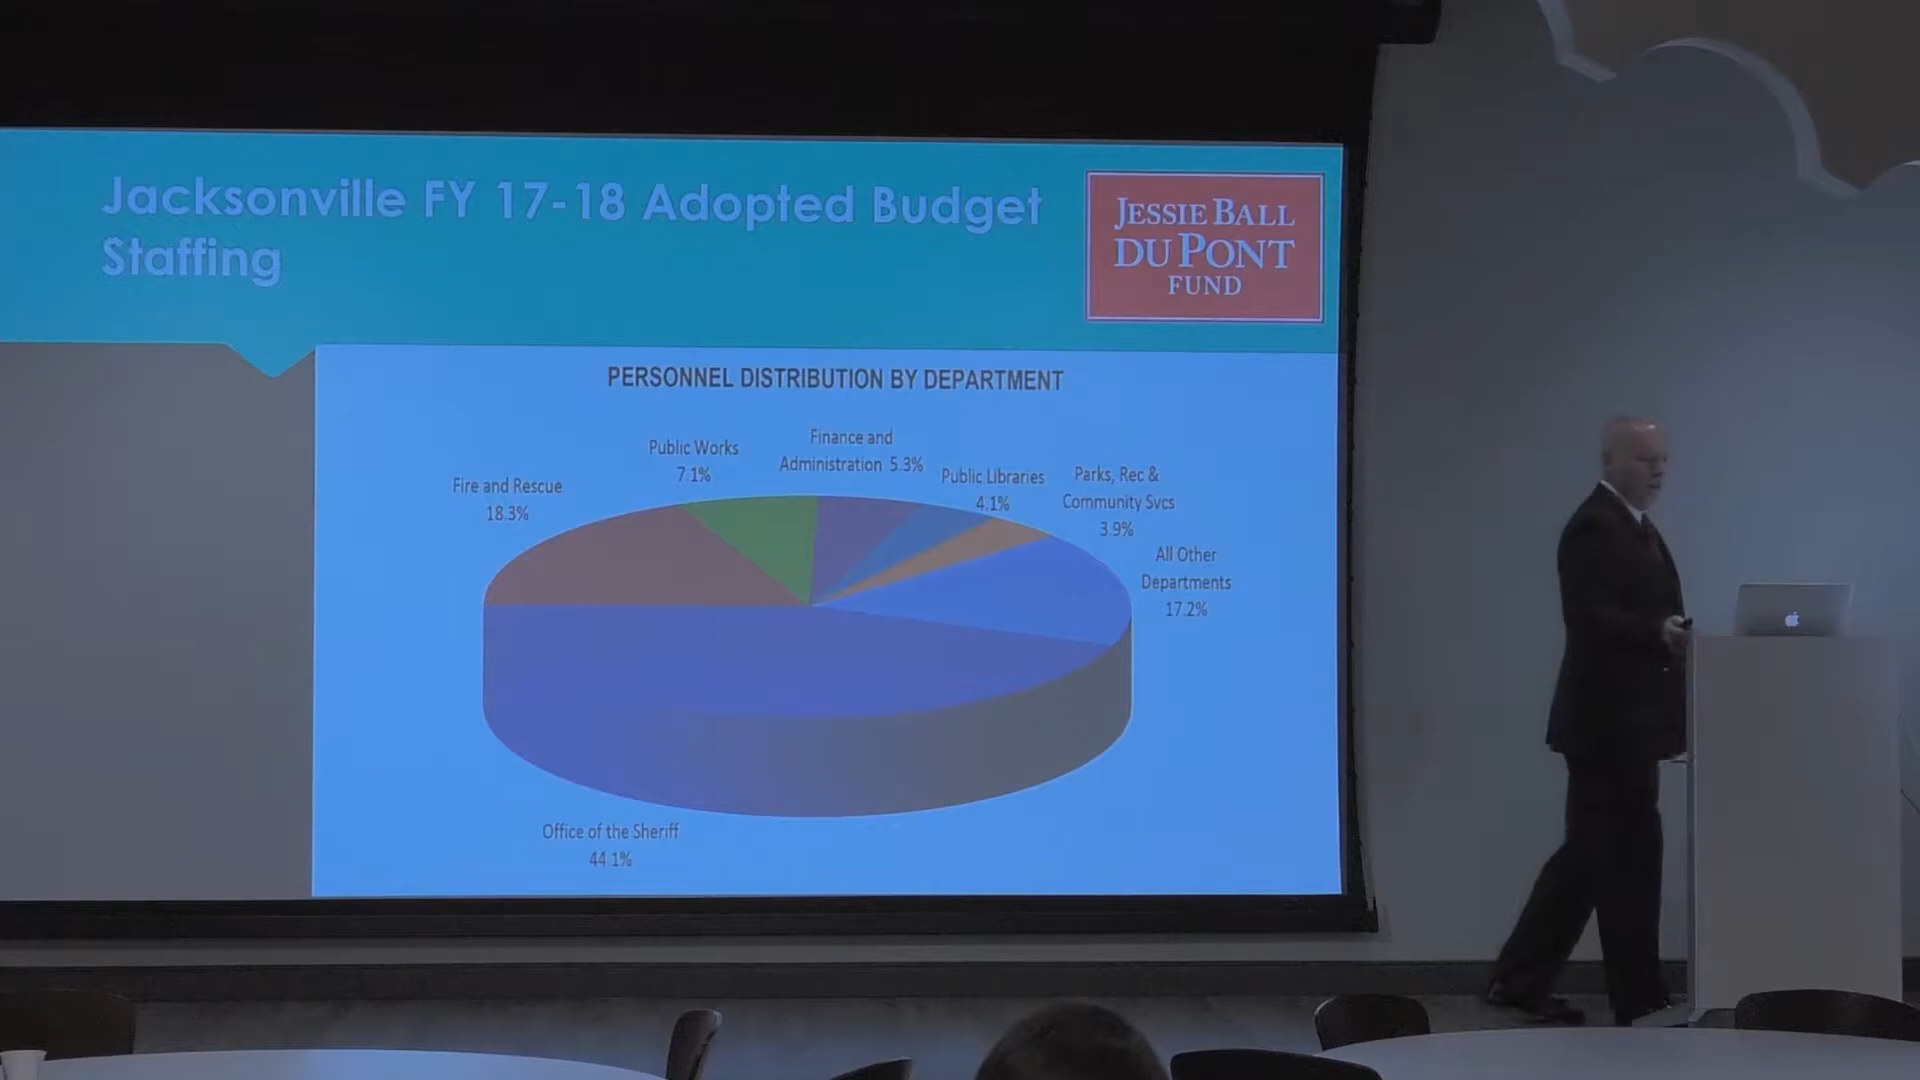 Jacksonville FY 17-18 Adopted Budget
Staffing
JESSIE BALL
DU PONT
FUND
PERSONNEL DISTRIBUTION BY DEPARTMENT
Finance and
Administration 5.3%
Public Works
7.1%
Public Libraries
4.1%
Parks, Rec &
Community Svcs
3.9%
Fire and Rescue
18.3%
All Other
Departments
17.2%
Office of the Sheriff
44.1%